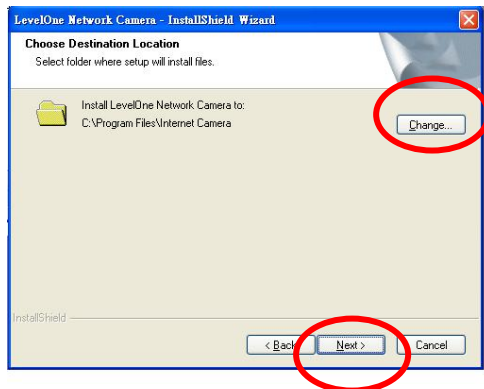 LevelOne Network Camera - InstallShield Wizard
Choose Destination Location
Select folder where setup will install files.
Install LevelOne Network Camera to:
C:\Program Files\Internet Camera
Change...
InstallShield
< Back Next > Cancel